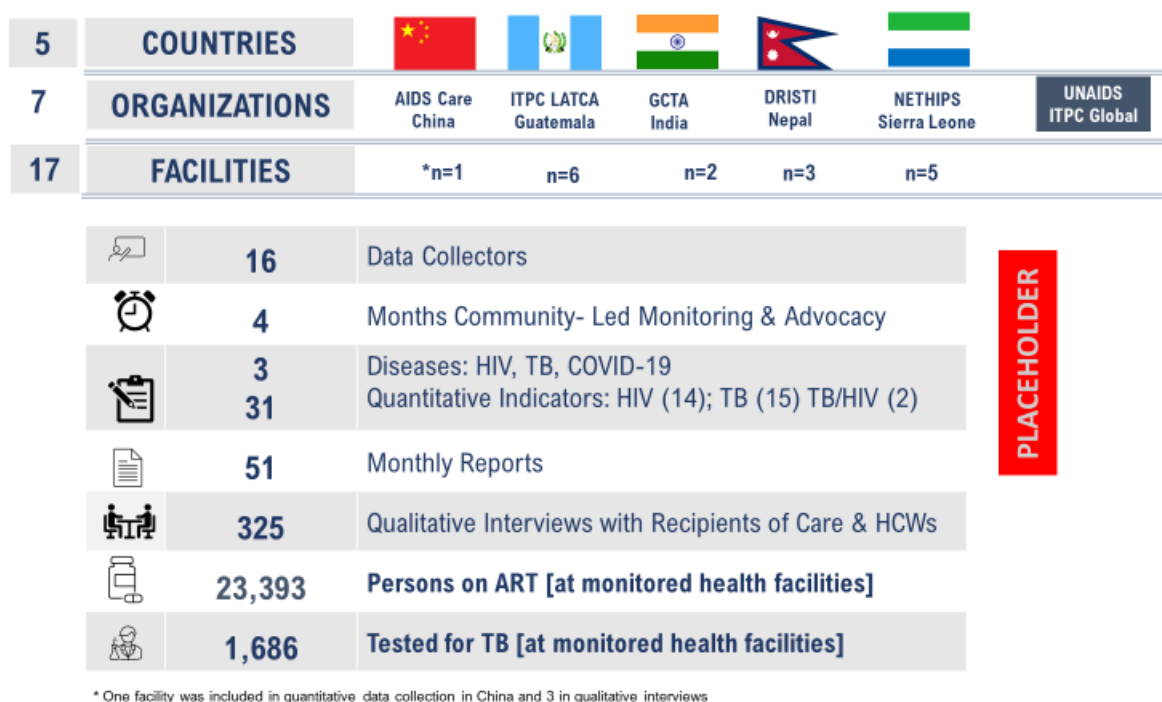 5 COUNTRIES
7 ORGANIZATIONS
AIDS Care
China
ITPC LATCA
Guatemala
GCTA
India
DRISTI
Nepal
NETHIPS
Sierra Leone
UNAIDS
ITPC Global
17 FACILITIES *n=1 n=6 n=2 n=3 n=5
16 Data Collectors
4 Months Community- Led Monitoring & Advocacy
3 Diseases: HIV, TB, COVID-19
31 Quantitative Indicators: HIV (14); TB (15) TB/HIV (2)
51 Monthly Reports
325 Qualitative Interviews with Recipients of Care & HCWs
23,393 Persons on ART [at monitored health facilities]
1,686 Tested for TB [at monitored health facilities]
PLACEHOLDER
* One facility was included in quantitative data collection in China and 3 in qualitative interviews